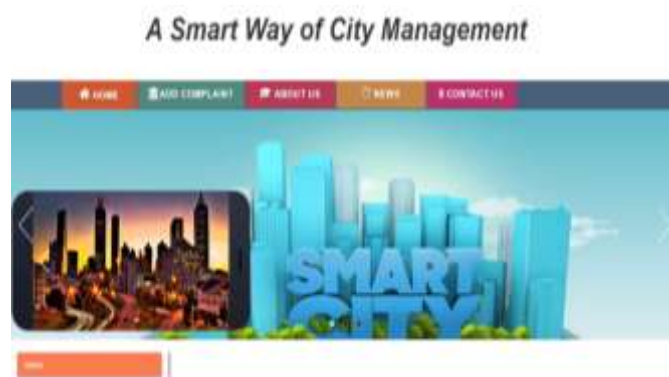 A Smart Way of City Management
HOME ADD COMPLAINT ABOUT US NEWS CONTACT US
SMART
CITY